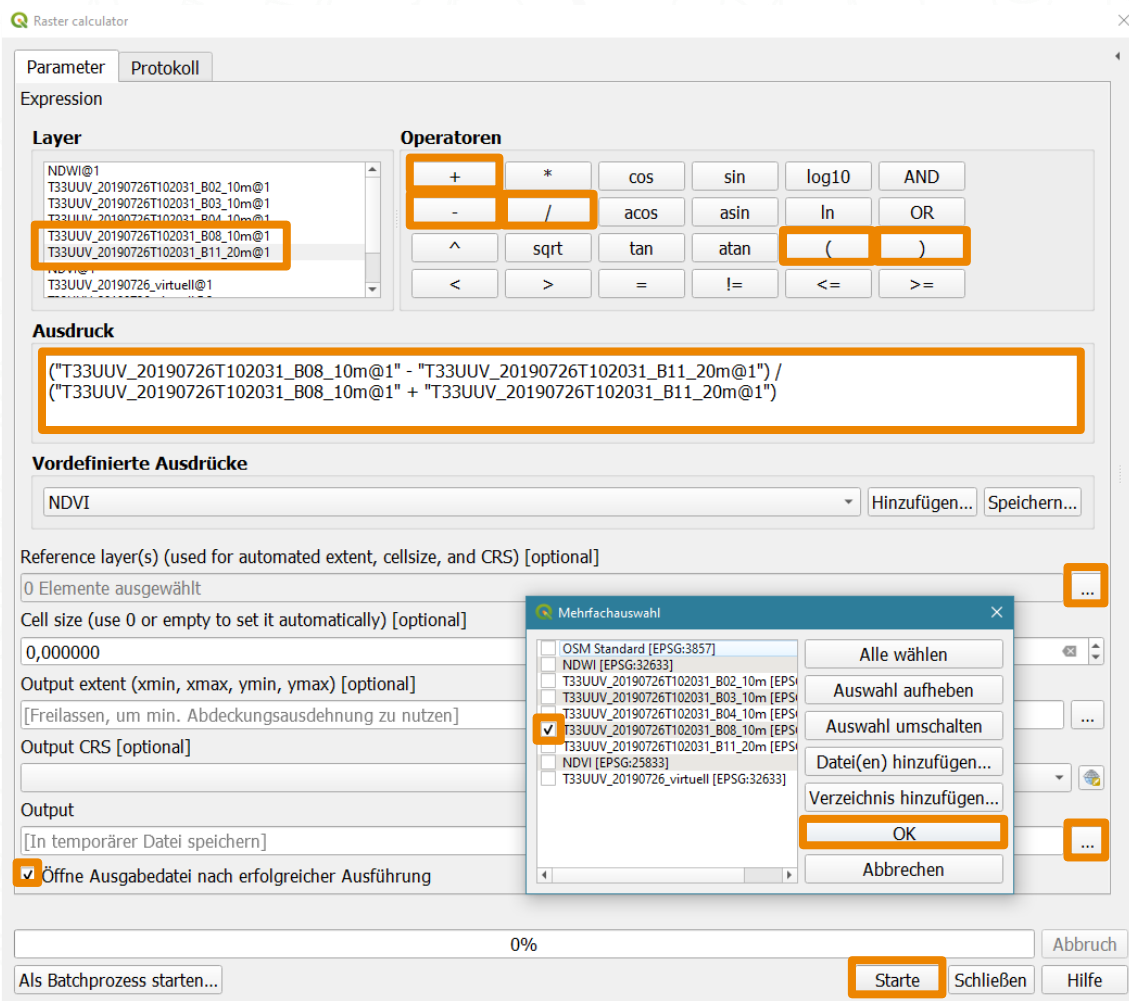 Raster calculator
Parameter Protokoll
Expression
Layer
NDWI@1
T33UUV_20190726T102031_B02_10m@1
T33UUV_20190726T102031_B03_10m@1
T33UUV_20190726T102031_B04_10m@1
T33UUV_20190726T102031_B08_10m@1
T33UUV_20190726T102031_B11_20m@1
NDVI@1
T33UUV_20190726_virtuell@1
Operatoren
+ * cos sin log10 AND
- / acos asin ln OR
^ sqrt tan atan ( )
< > = != <= >=
Ausdruck
("T33UUV_20190726T102031_B08_10m@1" - "T33UUV_20190726T102031_B11_20m@1") /
("T33UUV_20190726T102031_B08_10m@1" + "T33UUV_20190726T102031_B11_20m@1")
Vordefinierte Ausdrücke
NDVI Hinzufügen... Speichern...
Reference layer(s) (used for automated extent, cellsize, and CRS) [optional]
0 Elemente ausgewählt ...
Cell size (use 0 or empty to set it automatically) [optional]
0,000000
Output extent (xmin, xmax, ymin, ymax) [optional]
[Freilassen, um min. Abdeckungsausdehnung zu nutzen] ...
Output CRS [optional]
Output
[In temporärer Datei speichern] ...
Öffne Ausgabedatei nach erfolgreicher Ausführung
Mehrfachauswahl
OSM Standard [EPSG:3857]
NDWI [EPSG:32633]
T33UUV_20190726T102031_B02_10m [EPS
T33UUV_20190726T102031_B03_10m [EPS
T33UUV_20190726T102031_B04_10m [EPS
T33UUV_20190726T102031_B08_10m [EPS
T33UUV_20190726T102031_B11_20m [EPS
NDVI [EPSG:25833]
T33UUV_20190726_virtuell [EPSG:32633]
Alle wählen
Auswahl aufheben
Auswahl umschalten
Datei(en) hinzufügen...
Verzeichnis hinzufügen...
OK
Abbrechen
0% Abbruch
Als Batchprozess starten... Starte Schließen Hilfe